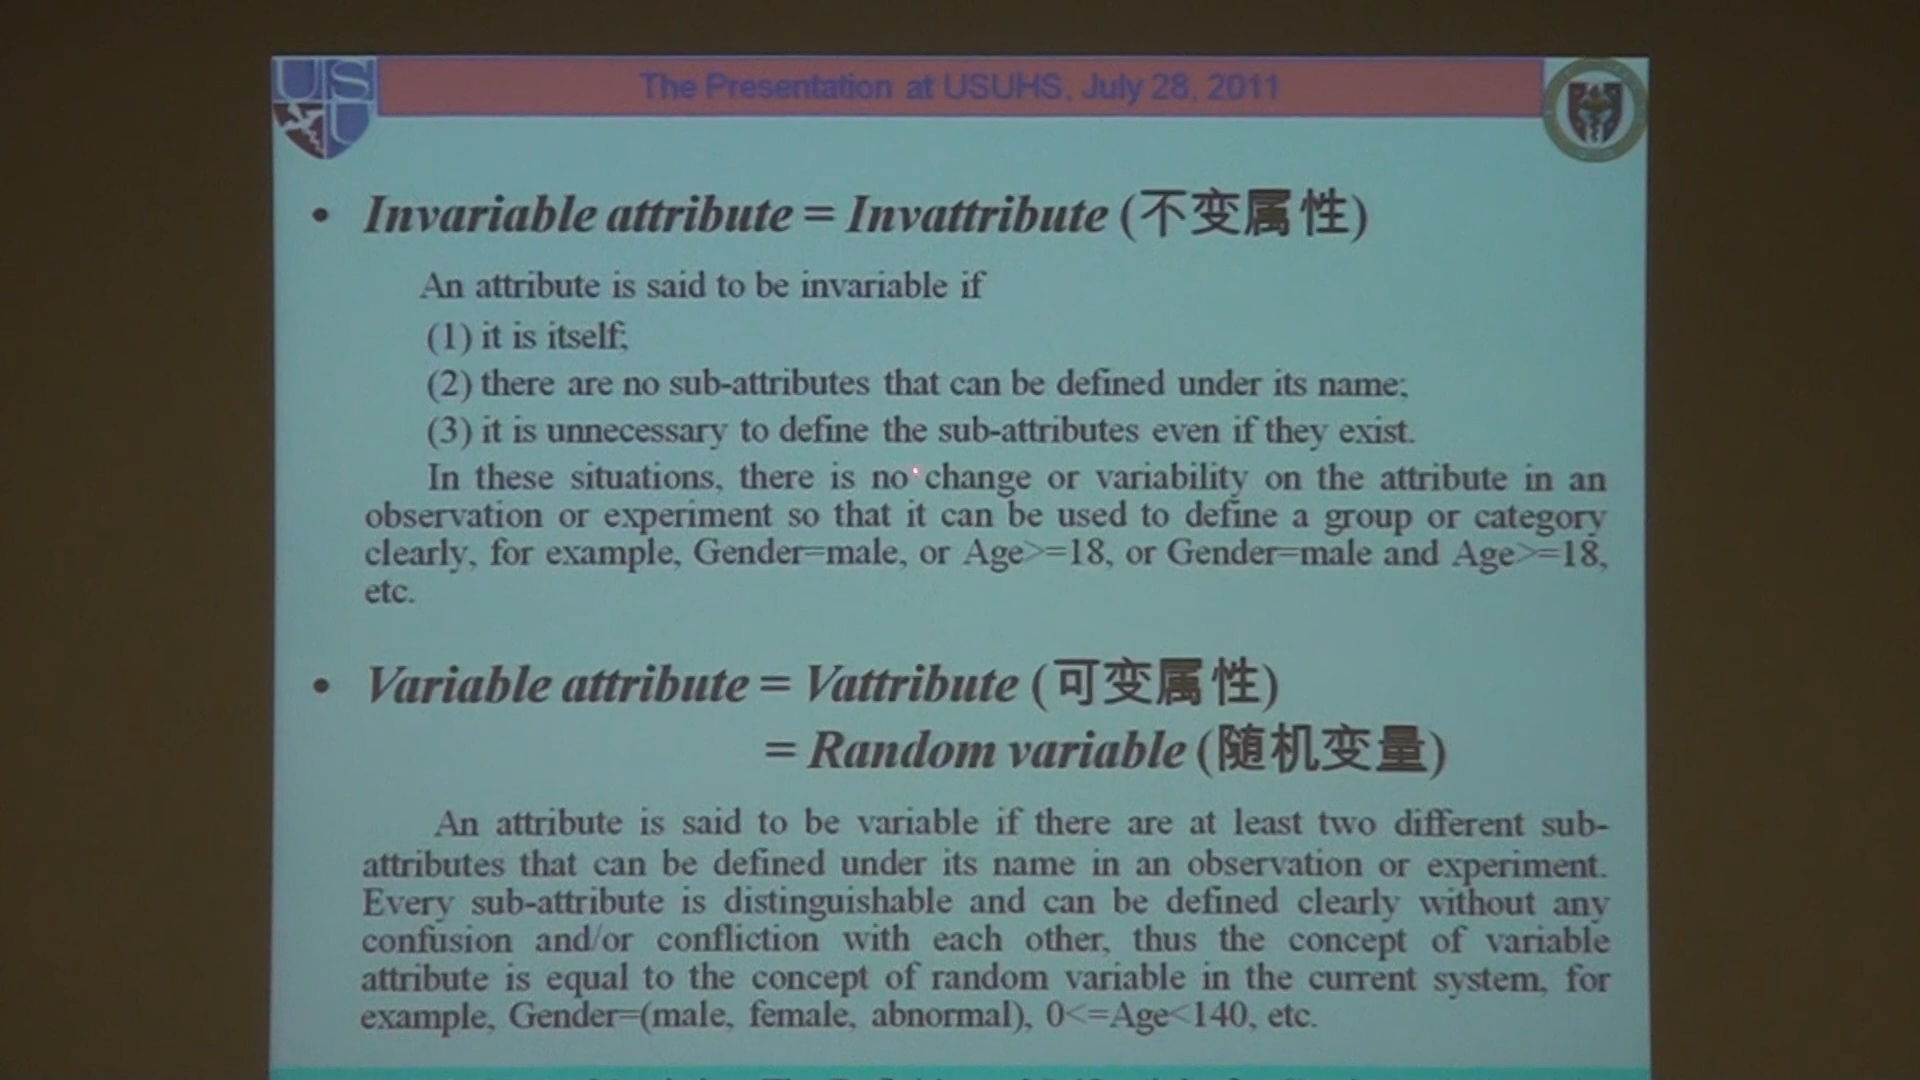 USU
The Presentation at USUHS, July 28, 2011
• Invariable attribute = Invattribute (不变属性)
An attribute is said to be invariable if
(1) it is itself;
(2) there are no sub-attributes that can be defined under its name;
(3) it is unnecessary to define the sub-attributes even if they exist.
In these situations, there is no change or variability on the attribute in an
observation or experiment so that it can be used to define a group or category
clearly, for example, Gender=male, or Age>=18, or Gender=male and Age>=18,
etc.
• Variable attribute = Vattribute (可变属性)
= Random variable (随机变量)
An attribute is said to be variable if there are at least two different sub-
attributes that can be defined under its name in an observation or experiment.
Every sub-attribute is distinguishable and can be defined clearly without any
confusion and/or confliction with each other, thus the concept of variable
attribute is equal to the concept of random variable in the current system, for
example, Gender=(male, female, abnormal), 0<=Age<140, etc.